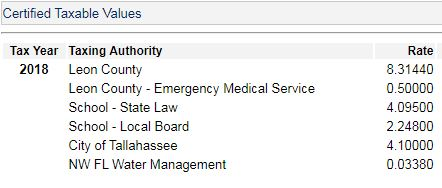 Certified Taxable Values
Tax Year Taxing Authority Rate
2018 Leon County 8.31440
Leon County - Emergency Medical Service 0.50000
School - State Law 4.09500
School - Local Board 2.24800
City of Tallahassee 4.10000
NW FL Water Management 0.03380